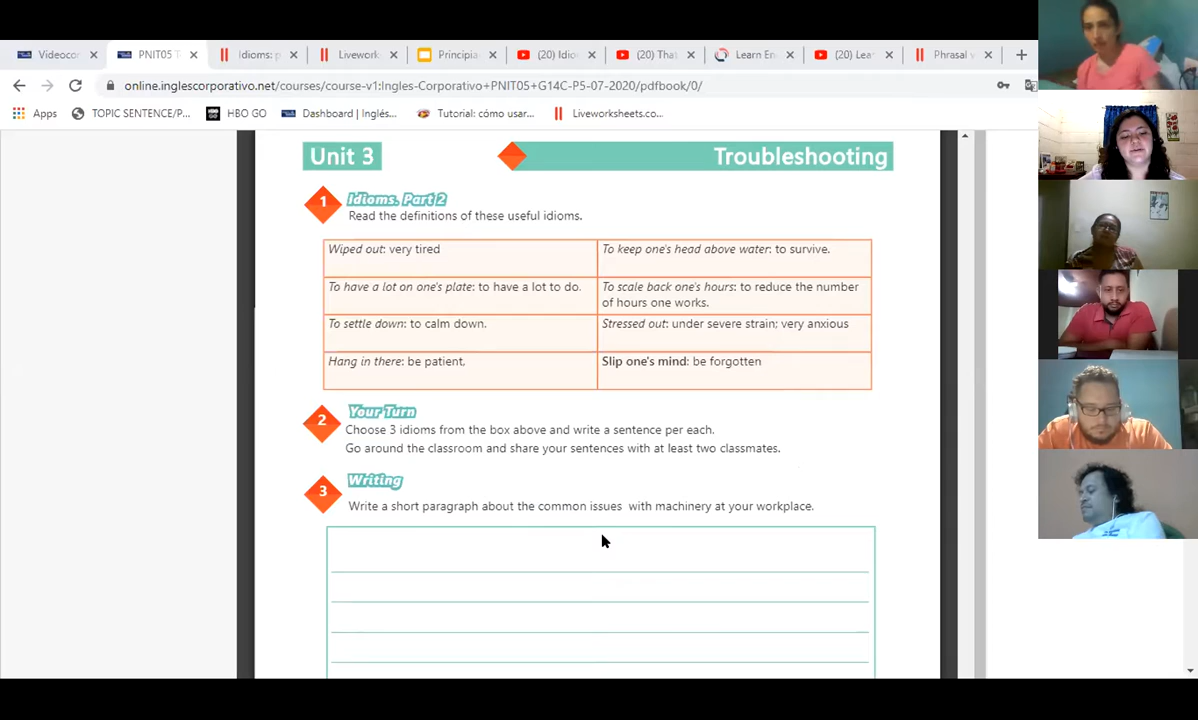 Videocor
PNIT05 T
Idioms: p
Livework
Principia
(20) Idio
(20) Tha
Learn En
(20) Lea
Phrasal v
online.inglescorporativo.net/courses/course-v1:Ingles-Corporativo+PNIT05+G14C-P5-07-2020/pdfbook/0/
Apps
TOPIC SENTENCE/P...
HBO GO
Dashboard | Inglés...
Tutorial: cómo usar...
Liveworksheets.co...
Unit 3
Troubleshooting
1
Idioms. Part 2
Read the definitions of these useful idioms.
Wiped out: very tired
To keep one's head above water: to survive.
To have a lot on one's plate: to have a lot to do.
To scale back one's hours: to reduce the number
of hours one works.
To settle down: to calm down.
Stressed out: under severe strain; very anxious
Hang in there: be patient,
Slip one's mind: be forgotten
2
Your Turn
Choose 3 idioms from the box above and write a sentence per each.
Go around the classroom and share your sentences with at least two classmates.
3
Writing
Write a short paragraph about the common issues with machinery at your workplace.